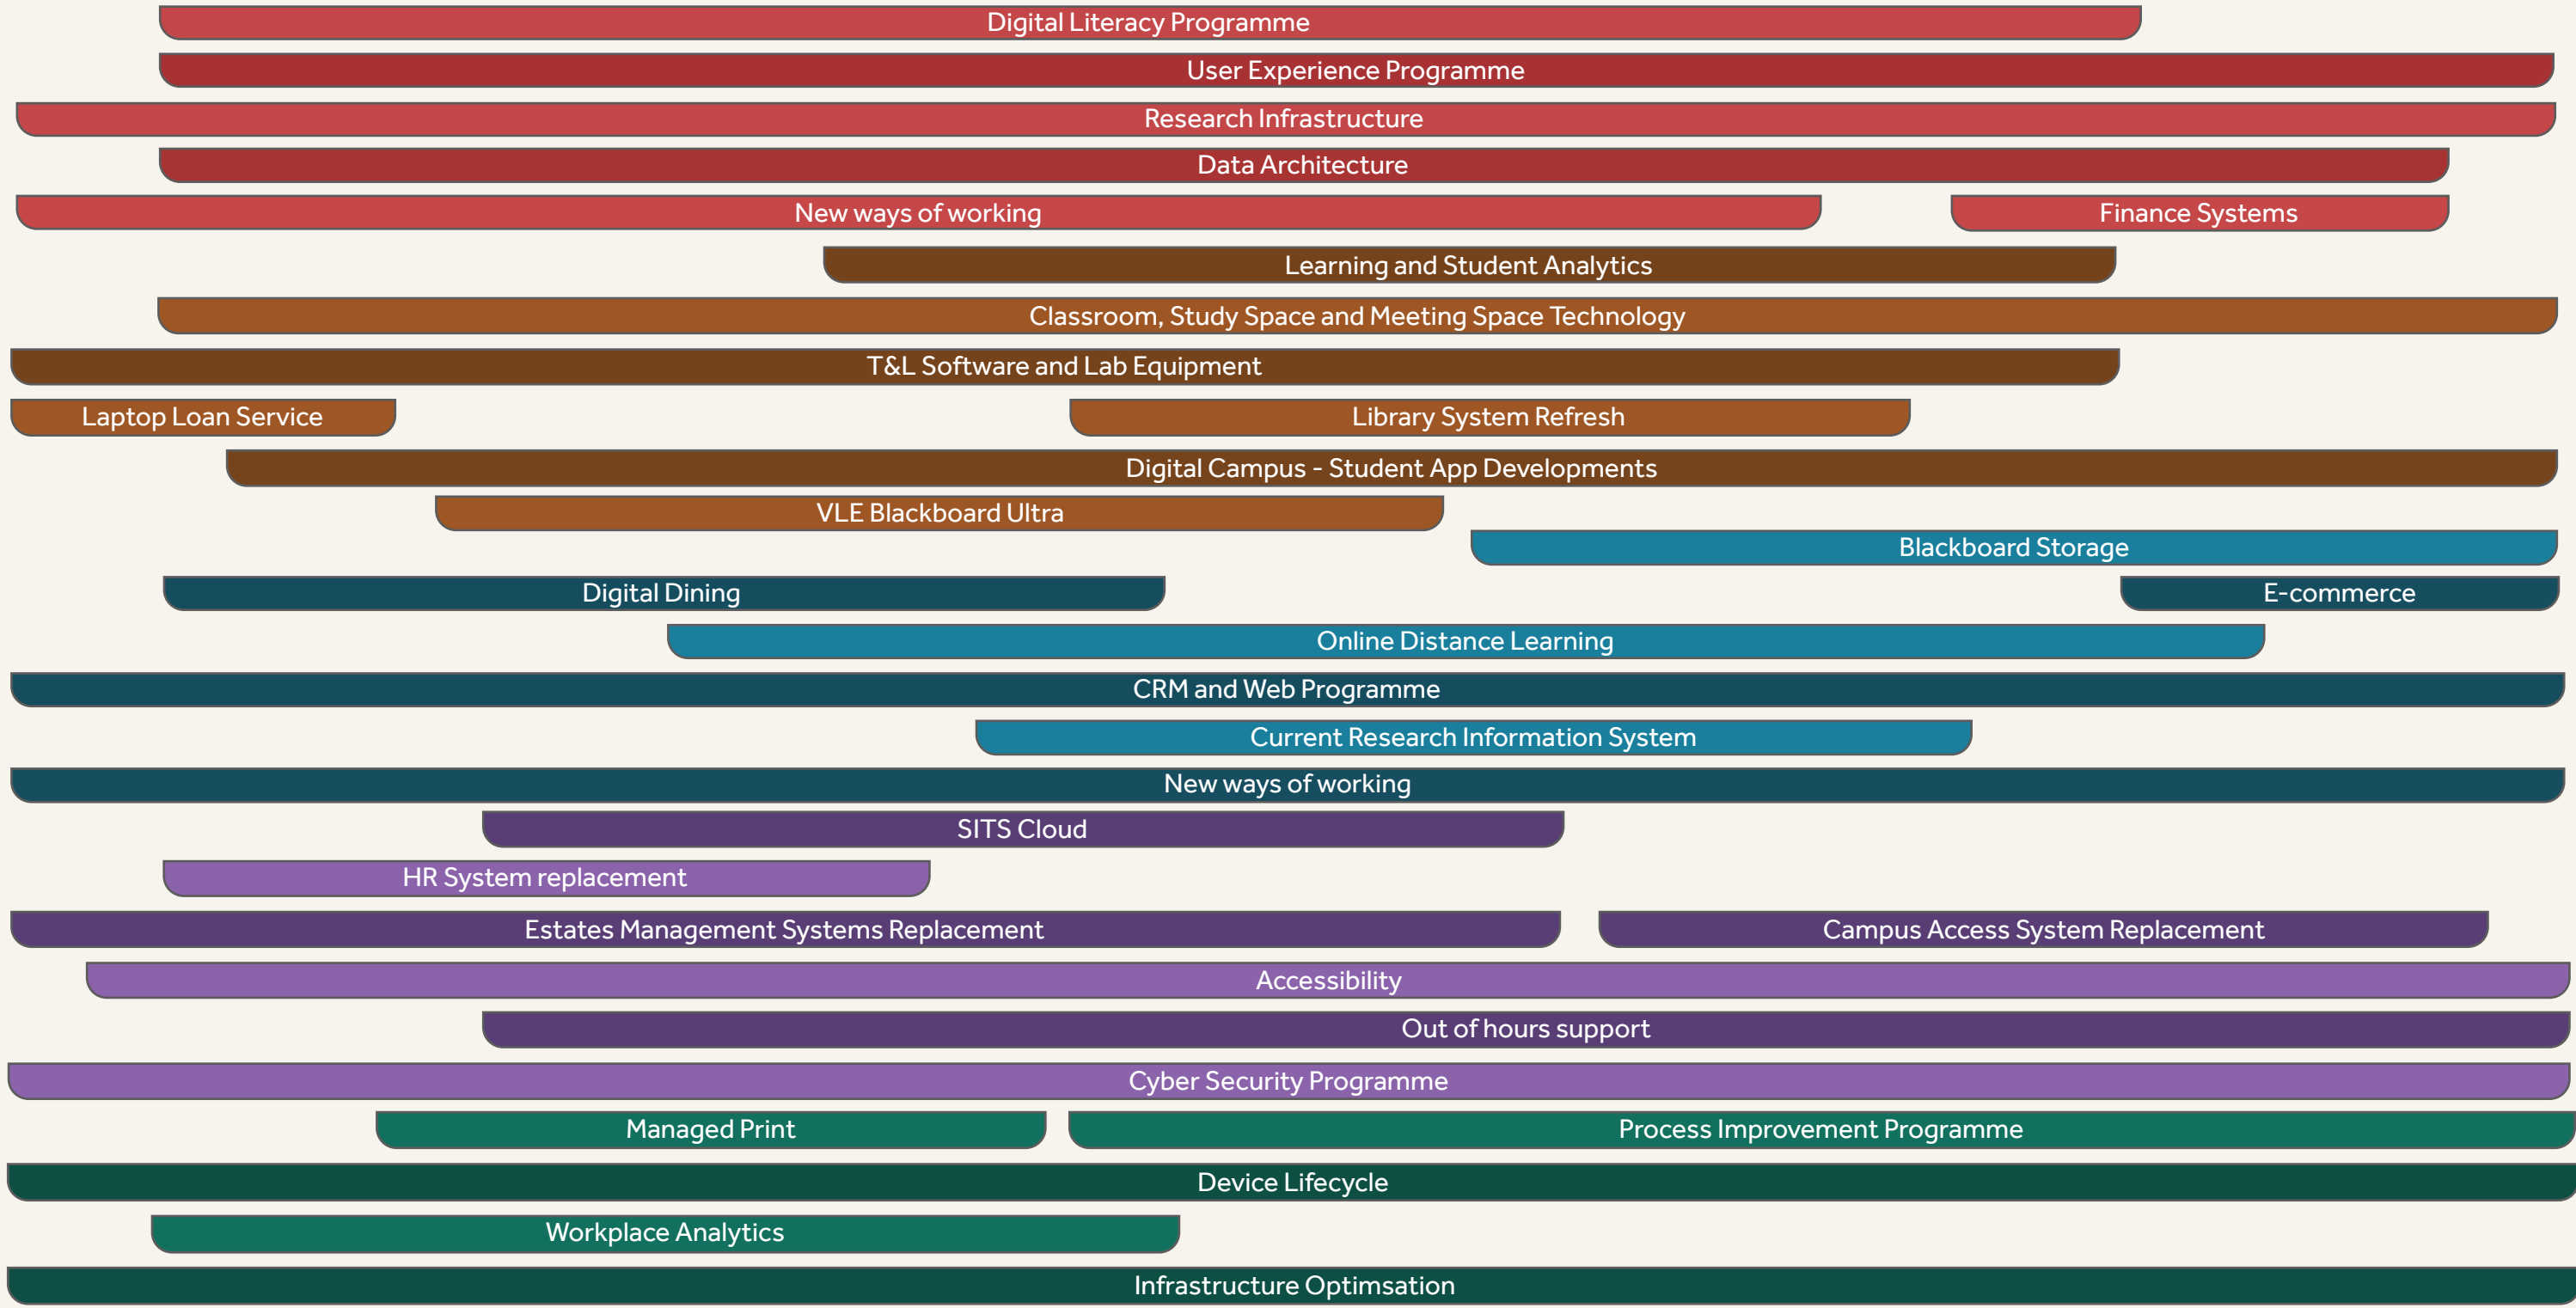 Digital Literacy Programme
User Experience Programme
Research Infrastructure
Data Architecture
New ways of working
Finance Systems
Learning and Student Analytics
Classroom, Study Space and Meeting Space Technology
T&L Software and Lab Equipment
Laptop Loan Service
Library System Refresh
Digital Campus - Student App Developments
VLE Blackboard Ultra
Blackboard Storage
Digital Dining
E-commerce
Online Distance Learning
CRM and Web Programme
Current Research Information System
New ways of working
SITS Cloud
HR System replacement
Estates Management Systems Replacement
Campus Access System Replacement
Accessibility
Out of hours support
Cyber Security Programme
Managed Print
Process Improvement Programme
Device Lifecycle
Workplace Analytics
Infrastructure Optimsation